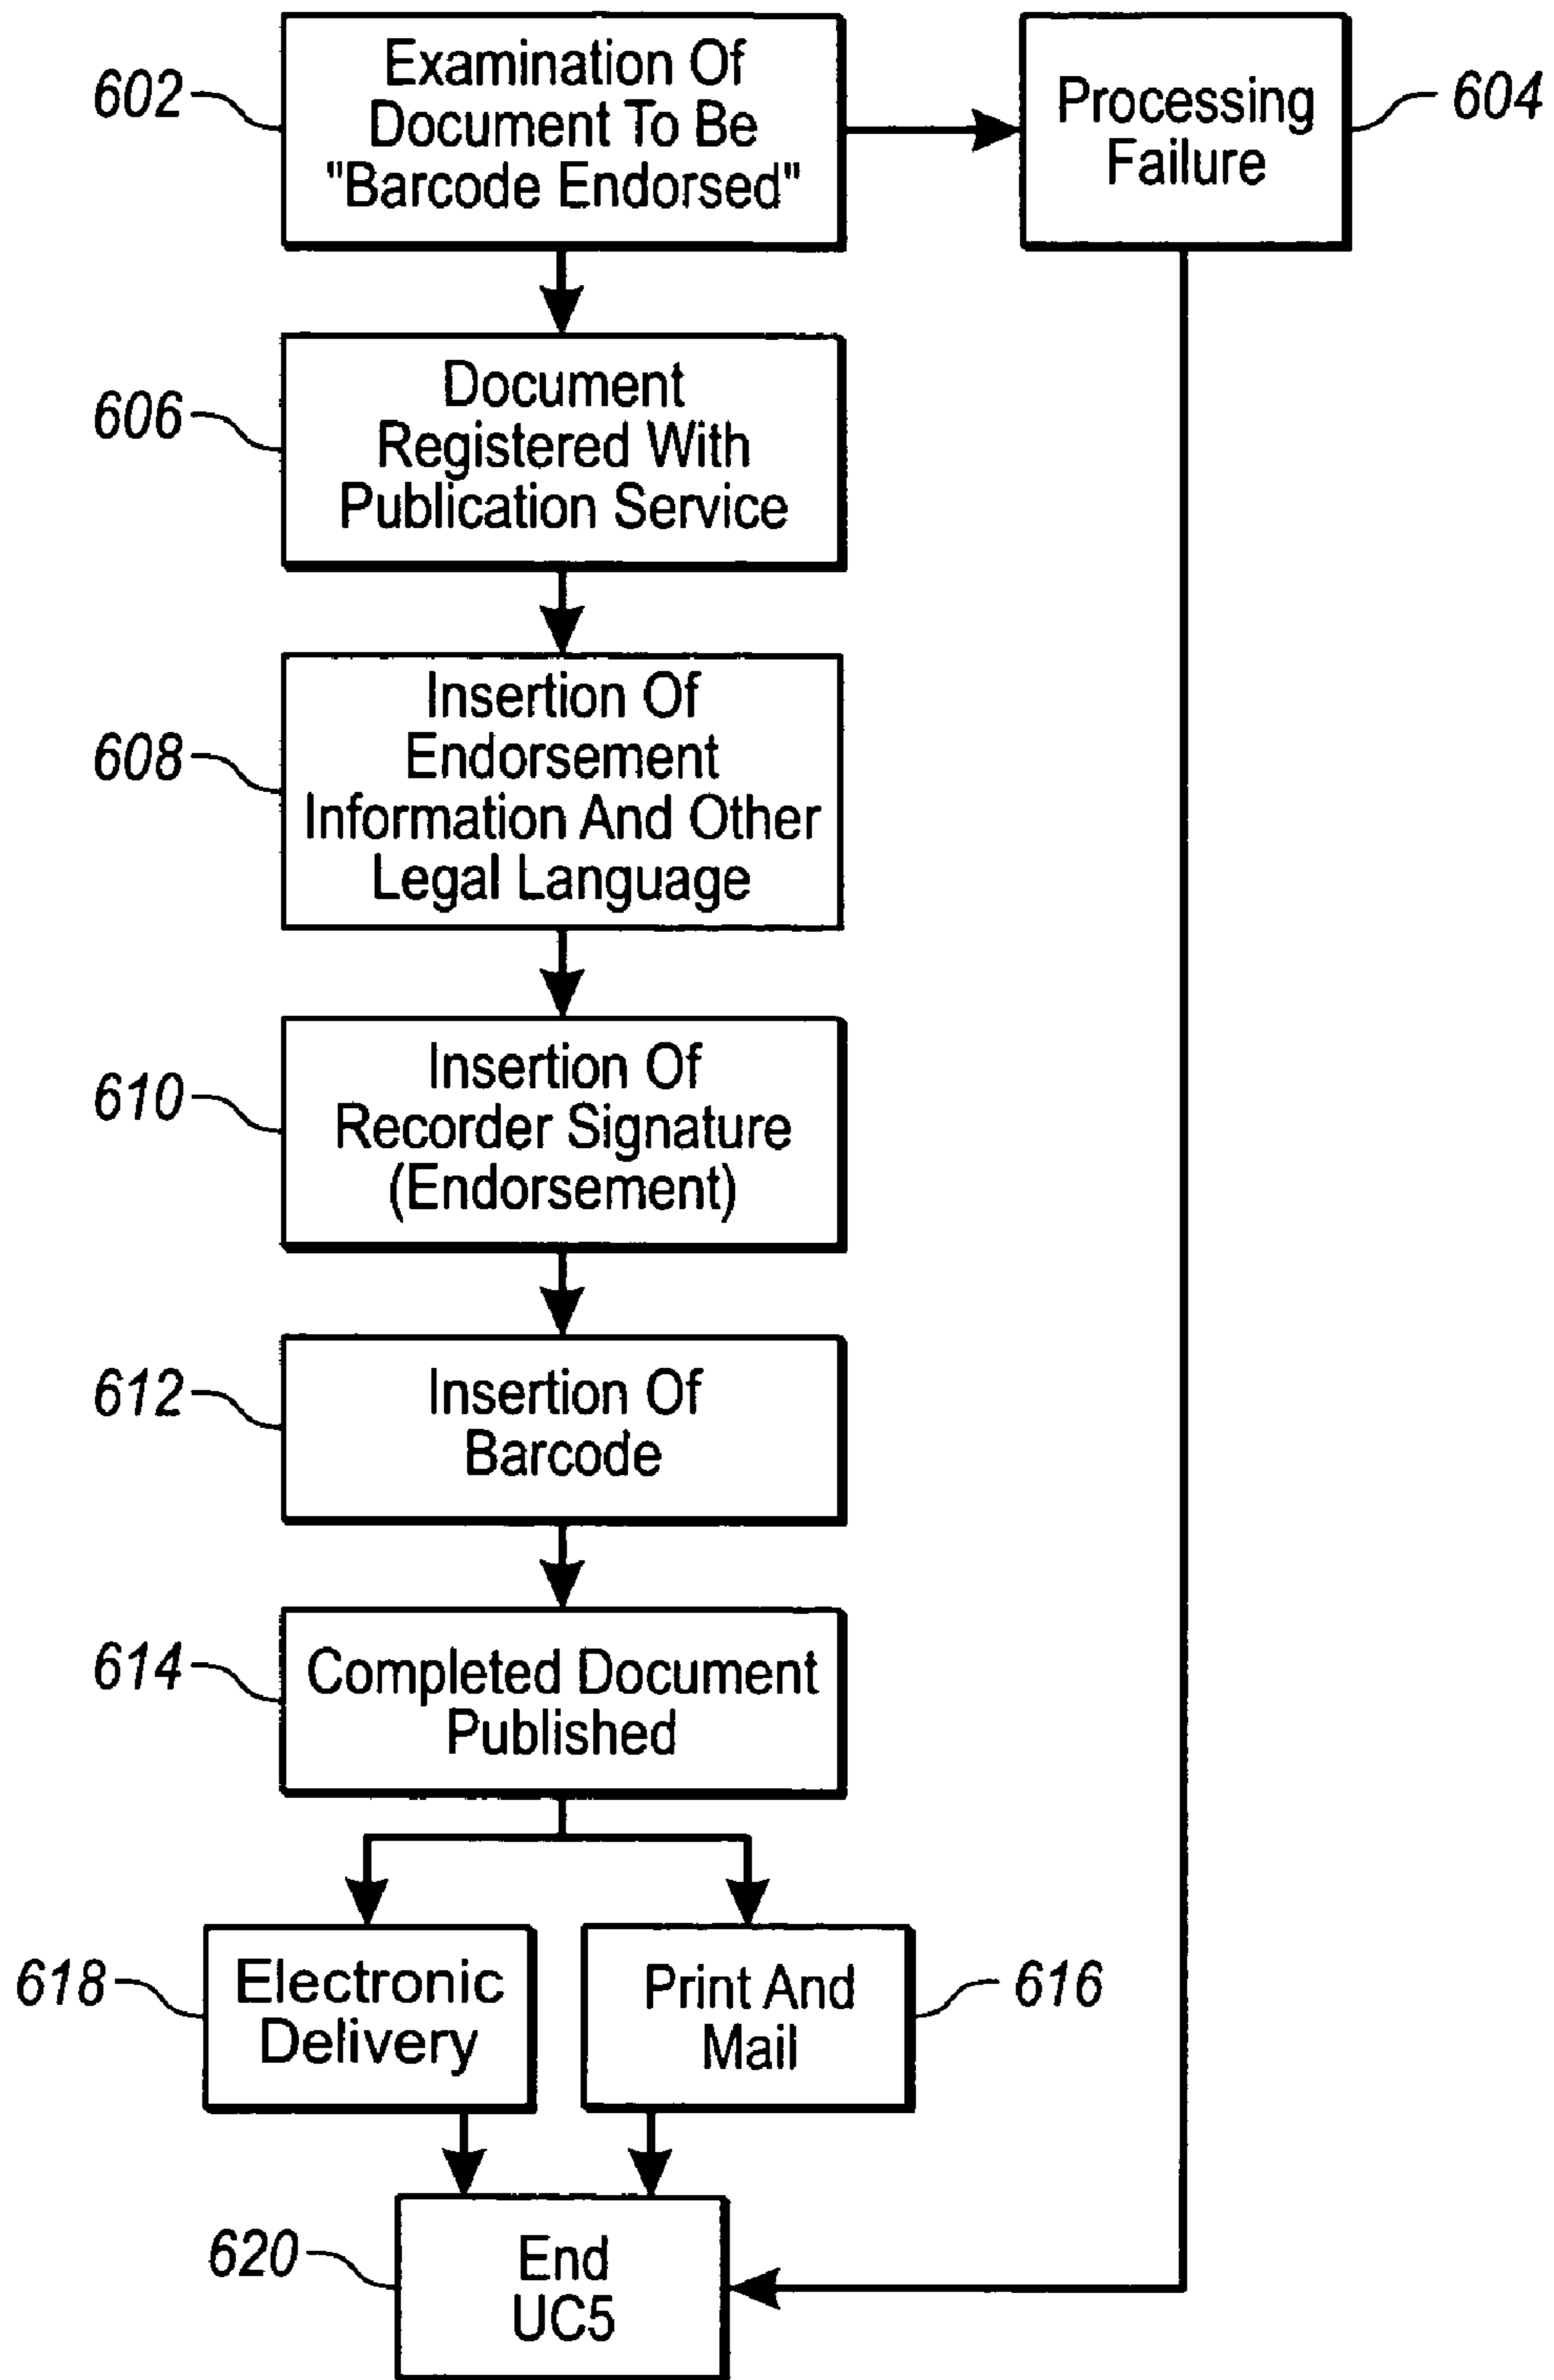 602
Examination Of
Document To Be
"Barcode Endorsed"
Processing
Failure
604
606
Document
Registered With
Publication Service
608
Insertion Of
Endorsement
Information And Other
Legal Language
610
Insertion Of
Recorder Signature
(Endorsement)
612
Insertion Of
Barcode
614
Completed Document
Published
618
Electronic
Delivery
Print And
Mail
616
620
End
UC5